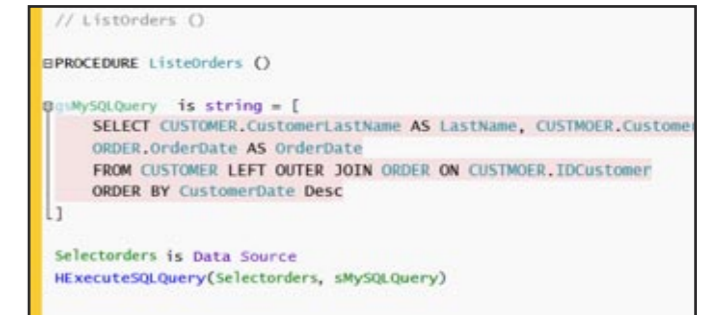 // ListOrders ()
PROCEDURE ListeOrders ()
gsMySQLQuery is string = [
SELECT CUSTOMER.CustomerLastName AS LastName, CUSTMOER.Custome
ORDER.OrderDate AS OrderDate
FROM CUSTOMER LEFT OUTER JOIN ORDER ON CUSTMOER.IDCustomer
ORDER BY CustomerDate Desc
]
Selectorders is Data Source
HExecuteSQLQuery(Selectorders, sMySQLQuery)